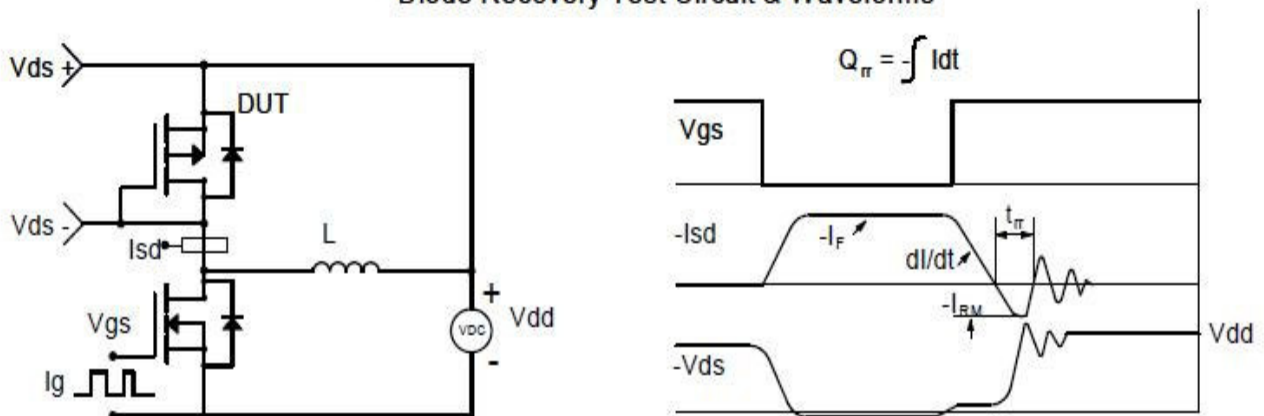 Diode Recovery Test Circuit & Waveforms
Vds +
DUT
Vds -
Isd
L
Vgs
Ig
+
VDC
-
Vdd
Qrr = -∫ Idt
Vgs
-Isd
-IF
dI/dt
trr
-IRM
Vdd
-Vds